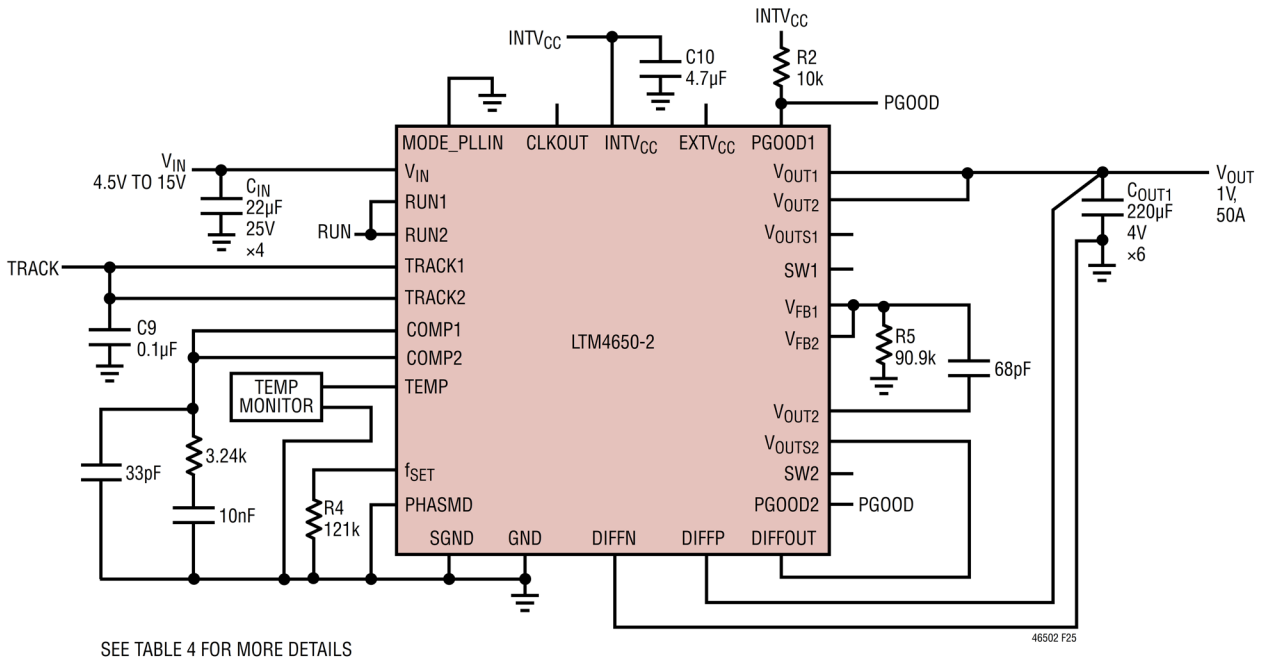 INTVCC
INTVCC
C10
4.7µF
R2
10k
PGOOD
MODE_PLLIN
CLKOUT
INTVCC
EXTVCC
PGOOD1
VIN
4.5V TO 15V
CIN
22µF
25V
×4
VIN
RUN1
RUN
RUN2
TRACK
TRACK1
TRACK2
C9
0.1µF
COMP1
COMP2
TEMP
MONITOR
TEMP
33pF
3.24k
10nF
R4
121k
fSET
PHASMD
SGND
GND
DIFFN
DIFFP
DIFFOUT
LTM4650-2
VOUT1
VOUT2
VOUTS1
SW1
VFB1
VFB2
VOUT2
VOUTS2
SW2
PGOOD2
PGOOD
R5
90.9k
68pF
COUT1
220µF
4V
×6
VOUT
1V,
50A
46502 F25
SEE TABLE 4 FOR MORE DETAILS